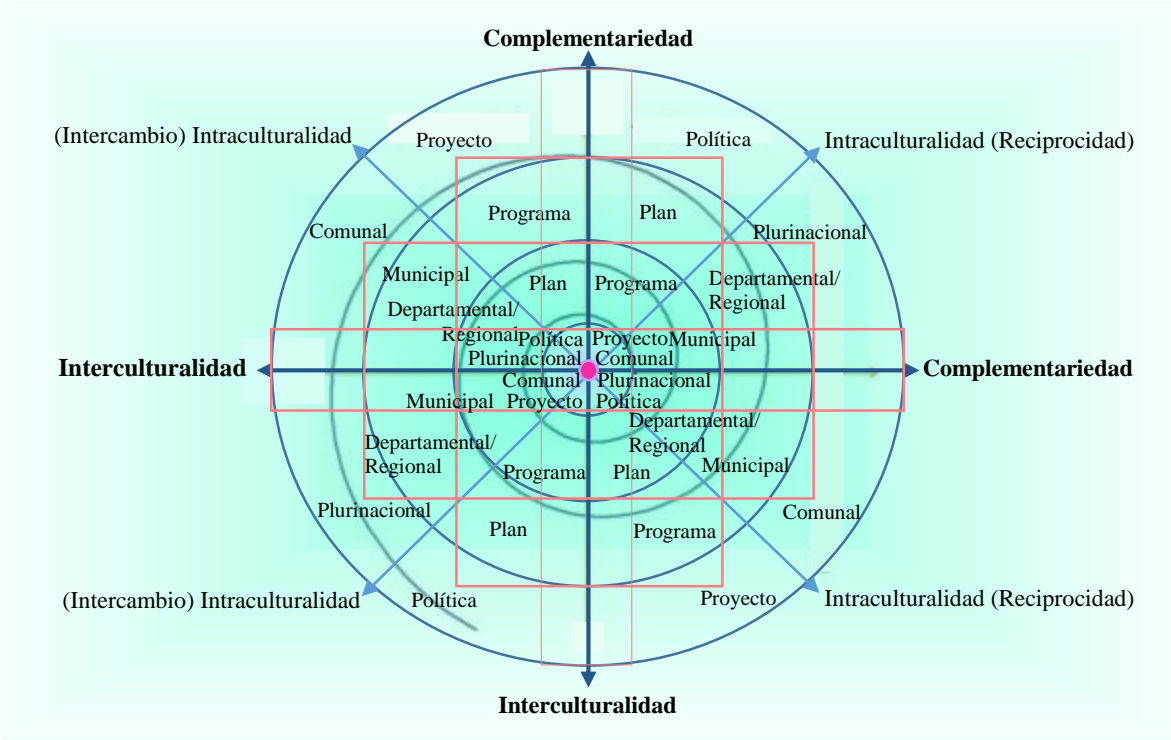 Complementariedad
(Intercambio) Intraculturalidad
Proyecto
Política
Intraculturalidad (Reciprocidad)
Programa
Plan
Comunal
Plurinacional
Municipal
Plan
Programa
Departamental/
Regional
Departamental/
Regional
Política
Proyecto
Municipal
Plurinacional
Comunal
Interculturalidad
Complementariedad
Comunal
Plurinacional
Municipal
Proyecto
Política
Departamental/
Regional
Departamental/
Regional
Programa
Plan
Municipal
Plurinacional
Comunal
Plan
Programa
(Intercambio) Intraculturalidad
Política
Proyecto
Intraculturalidad (Reciprocidad)
Interculturalidad